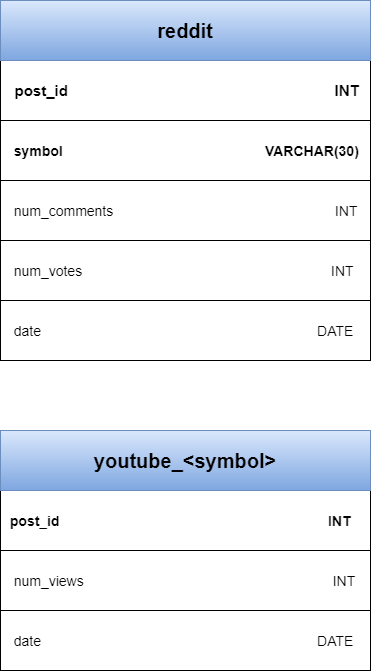 reddit
post_id INT
symbol VARCHAR(30)
num_comments INT
num_votes INT
date DATE
youtube_<symbol>
post_id INT
num_views INT
date DATE